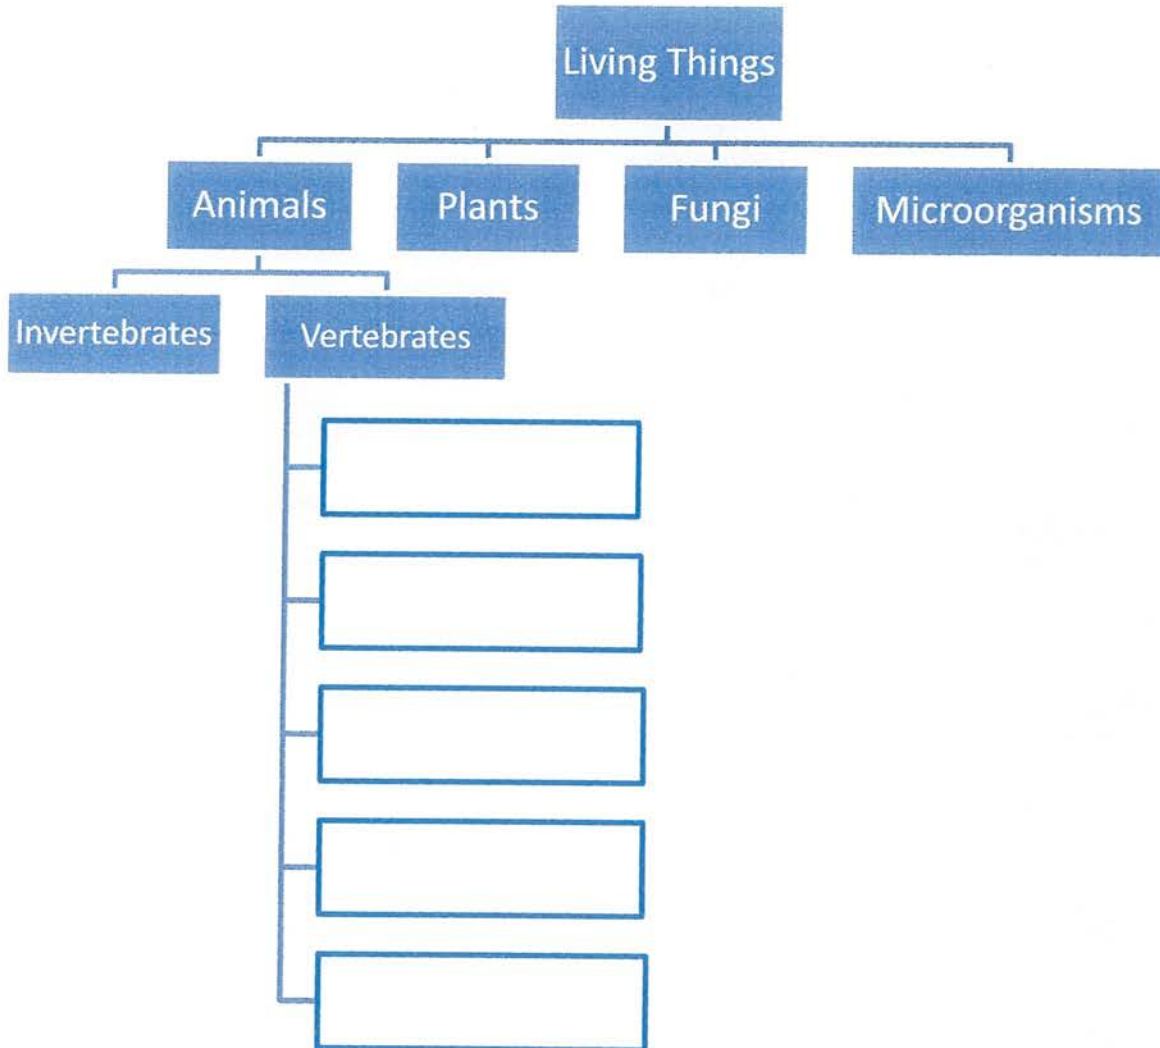 Living Things
Animals
Plants
Fungi
Microorganisms
Invertebrates
Vertebrates